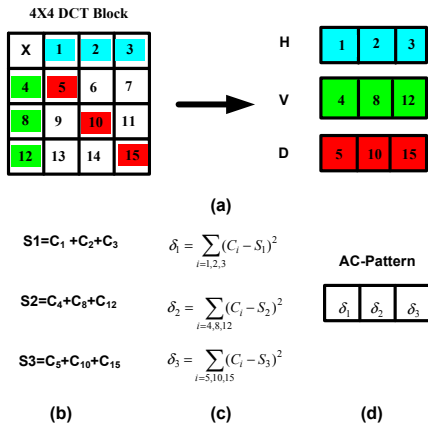 4X4 DCT Block
X 1 2 3
4 5 6 7
8 9 10 11
12 13 14 15
H 1 2 3
V 4 8 12
D 5 10 15
(a)
S1=C₁ +C₂+C₃
S2=C₄+C₈+C₁₂
S3=C₅+C₁₀+C₁₅
(b)
δ₁ = ∑(Cᵢ − S₁)²
i=1,2,3
δ₂ = ∑(Cᵢ − S₂)²
i=4,8,12
δ₃ = ∑(Cᵢ − S₃)²
i=5,10,15
(c)
AC-Pattern
δ₁ δ₂ δ₃
(d)